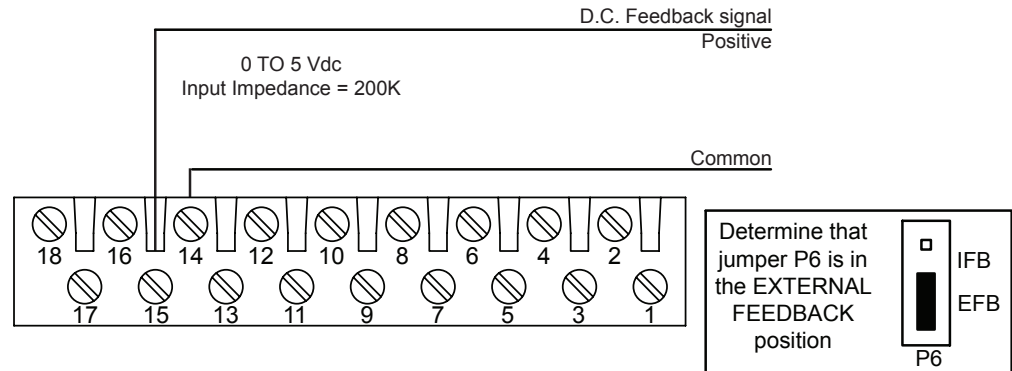 D.C. Feedback signal
Positive
0 TO 5 Vdc
Input Impedance = 200K
Common
18 16 14 12 10 8 6 4 2
17 15 13 11 9 7 5 3 1
Determine that
jumper P6 is in
the EXTERNAL
FEEDBACK
position
IFB
EFB
P6